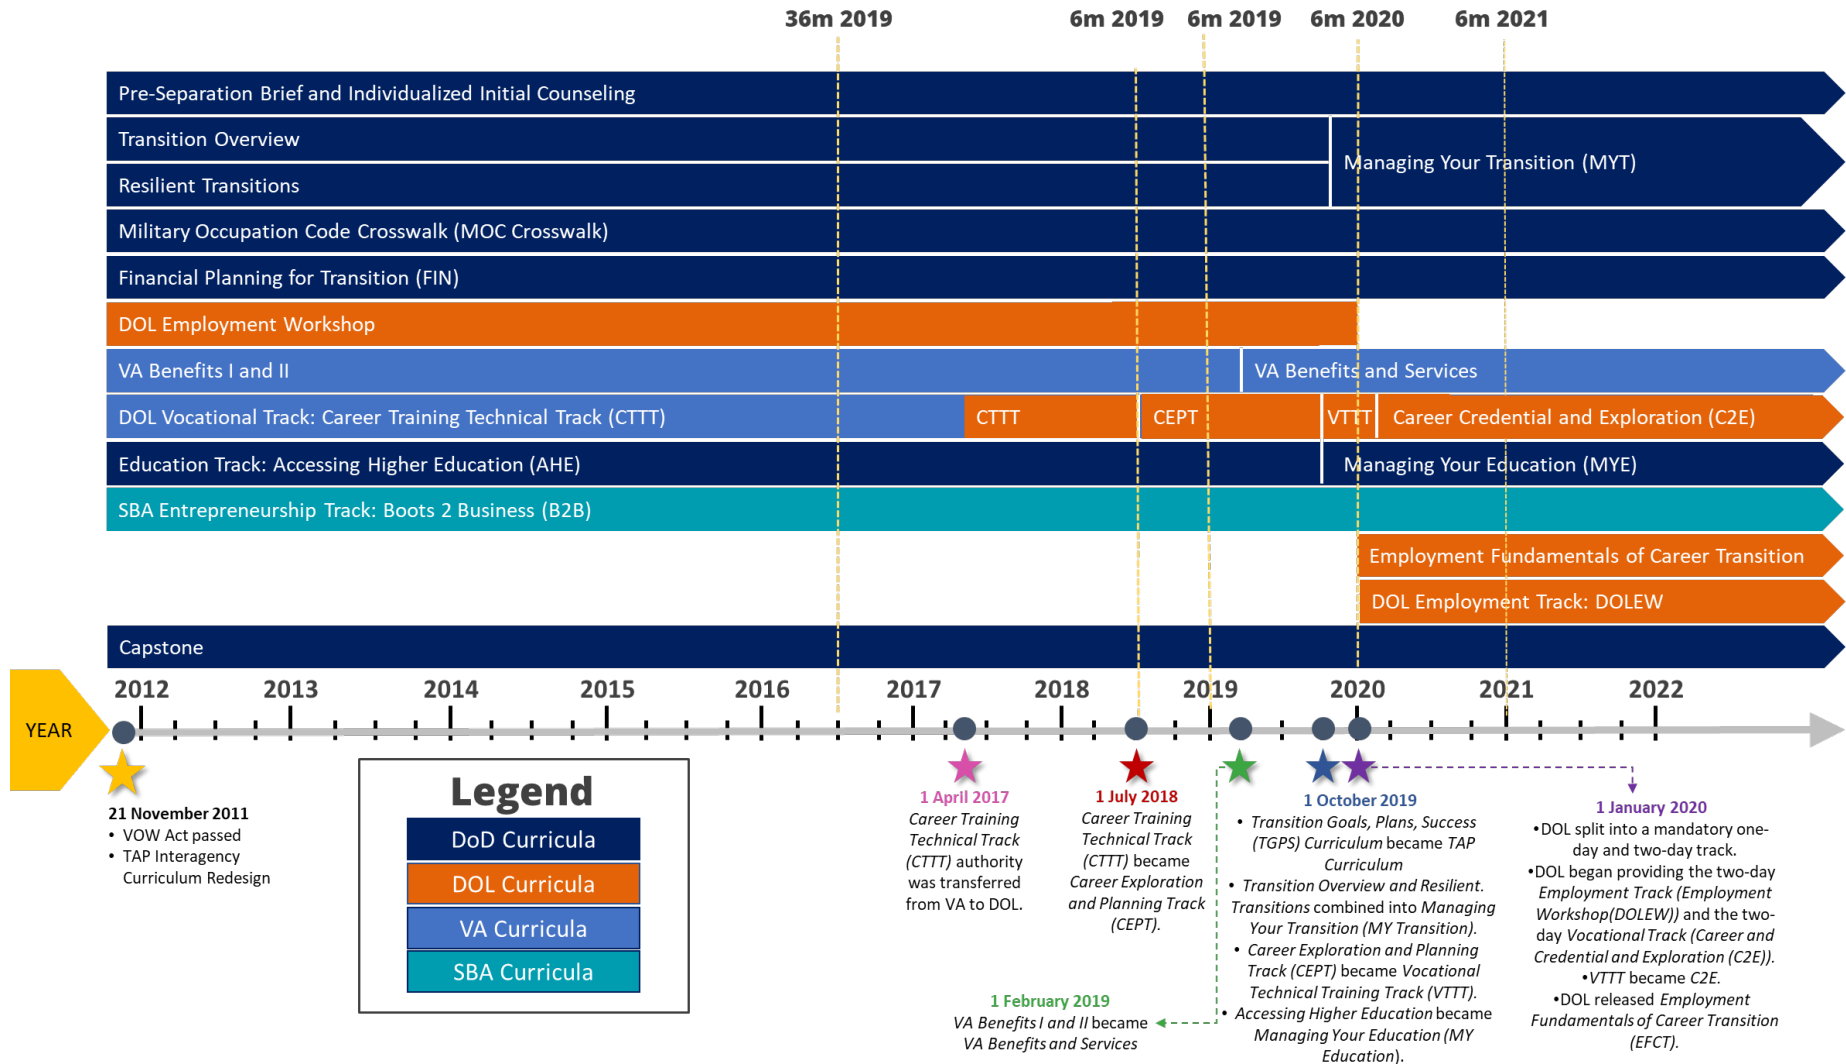 36m 2019
6m 2019
6m 2019
6m 2020
6m 2021
Pre-Separation Brief and Individualized Initial Counseling
Transition Overview
Managing Your Transition (MYT)
Resilient Transitions
Military Occupation Code Crosswalk (MOC Crosswalk)
Financial Planning for Transition (FIN)
DOL Employment Workshop
VA Benefits I and II
VA Benefits and Services
DOL Vocational Track: Career Training Technical Track (CTTT)
CTTT
CEPT
VTTT
Career Credential and Exploration (C2E)
Education Track: Accessing Higher Education (AHE)
Managing Your Education (MYE)
SBA Entrepreneurship Track: Boots 2 Business (B2B)
Employment Fundamentals of Career Transition
DOL Employment Track: DOLEW
Capstone
2012
2013
2014
2015
2016
2017
2018
2019
2020
2021
2022
YEAR
21 November 2011
• VOW Act passed
• TAP Interagency
Curriculum Redesign
Legend
DoD Curricula
DOL Curricula
VA Curricula
SBA Curricula
1 April 2017
Career Training
Technical Track
(CTTT) authority
was transferred
from VA to DOL.
1 July 2018
Career Training
Technical Track
(CTTT) became
Career Exploration
and Planning Track
(CEPT).
1 February 2019
VA Benefits I and II became
VA Benefits and Services
1 October 2019
• Transition Goals, Plans, Success
(TGPS) Curriculum became TAP
Curriculum
• Transition Overview and Resilient.
Transitions combined into Managing
Your Transition (MY Transition).
• Career Exploration and Planning
Track (CEPT) became Vocational
Technical Training Track (VTTT).
• Accessing Higher Education became
Managing Your Education (MY
Education).
1 January 2020
•DOL split into a mandatory one-
day and two-day track.
•DOL began providing the two-day
Employment Track (Employment
Workshop(DOLEW)) and the two-
day Vocational Track (Career and
Credential and Exploration (C2E)).
•VTTT became C2E.
•DOL released Employment
Fundamentals of Career Transition
(EFCT).